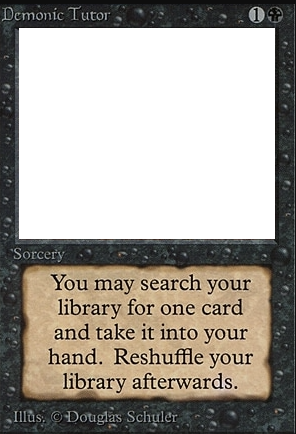 Demonic Tutor 1
Sorcery
You may search your
library for one card
and take it into your
hand. Reshuffle your
library afterwards.
Illus. © Douglas Schuler